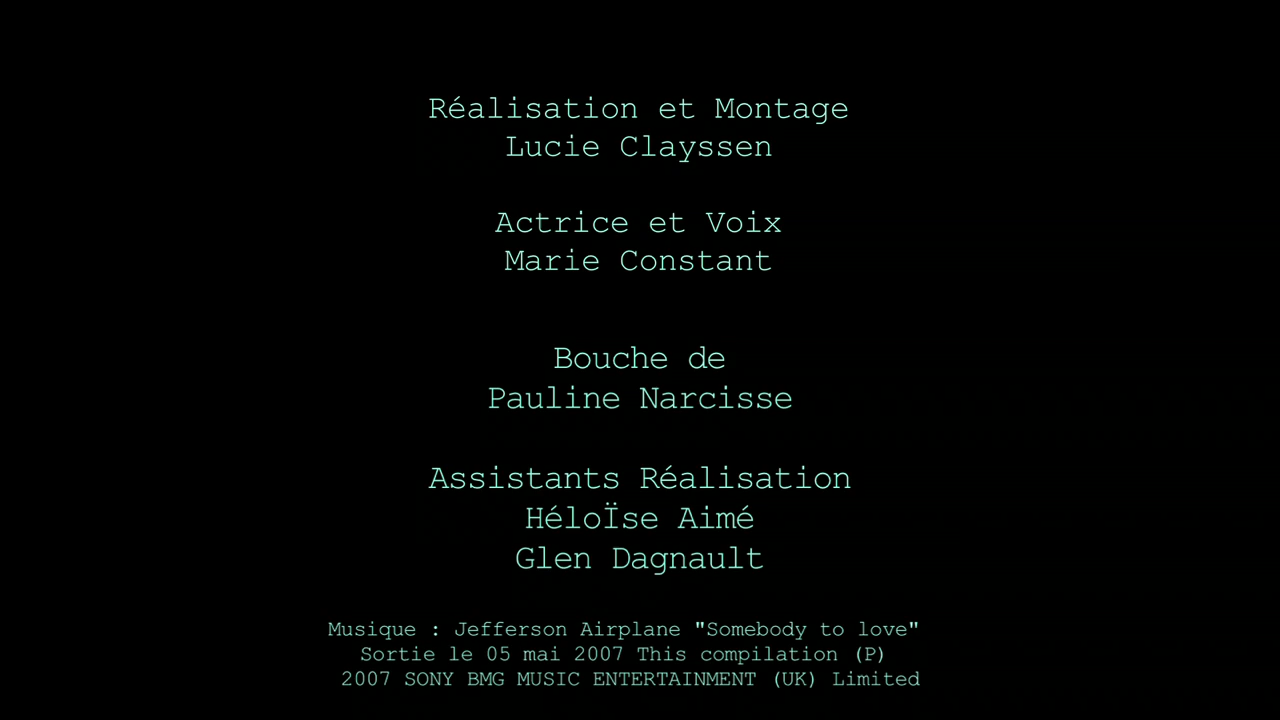 Réalisation et Montage
Lucie Clayssen
Actrice et Voix
Marie Constant
Bouche de
Pauline Narcisse
Assistants Réalisation
HéloÏse Aimé
Glen Dagnault
Musique : Jefferson Airplane "Somebody to love"
Sortie le 05 mai 2007 This compilation (P)
2007 SONY BMG MUSIC ENTERTAINMENT (UK) Limited